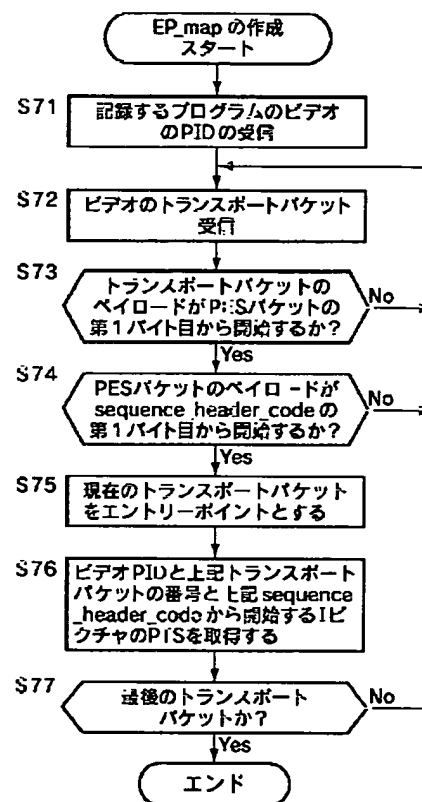 EP_map の作成
スタート
S71
記録するプログラムのビデオ
のPIDの受信
S72
ビデオのトランスポートパケット
受信
S73
トランスポートパケットの
ペイロードがPESパケットの
第1バイト目から開始するか?
No
Yes
S74
PESパケットのペイロードが
sequence_header_codeの
第1バイト目から開始するか?
No
Yes
S75
現在のトランスポートパケット
をエントリーポイントとする
S76
ビデオPIDと上記トランスポート
パケットの番号と上記sequence
_header_codeから開始するIピ
クチャのPTSを取得する
S77
最後のトランスポート
パケットか?
No
Yes
エンド